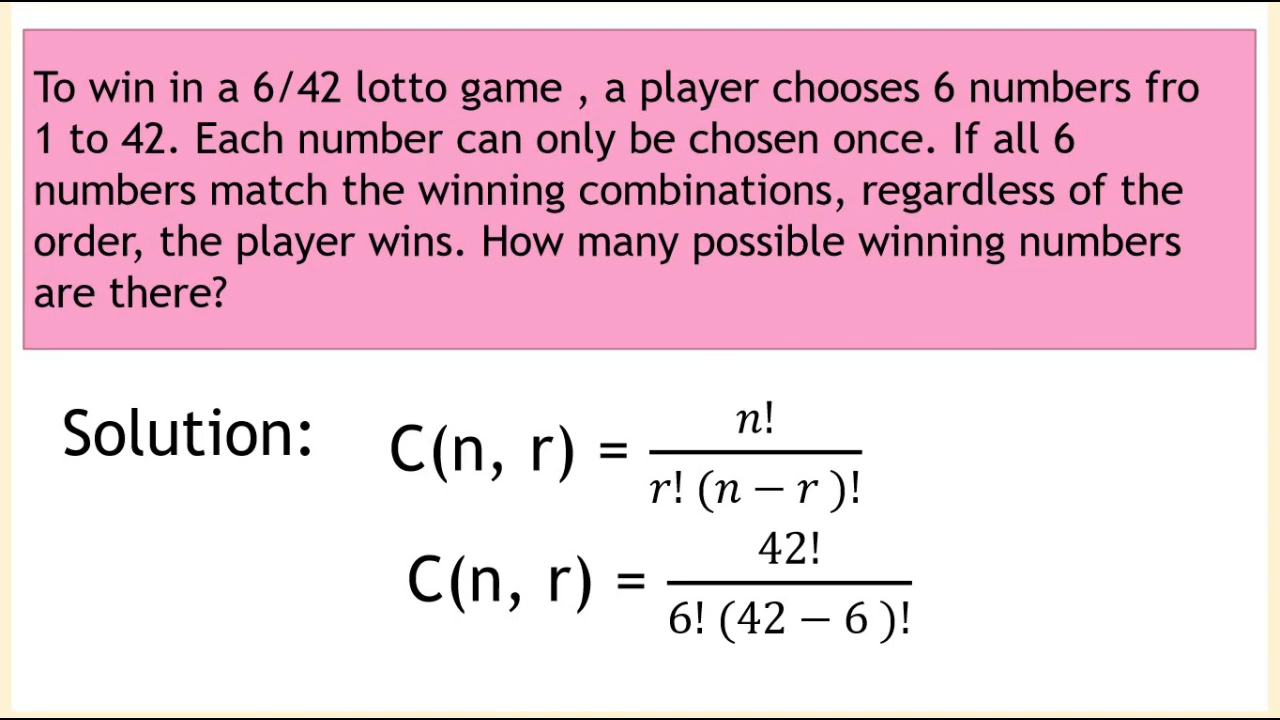 To win in a 6/42 lotto game , a player chooses 6 numbers fro
1 to 42. Each number can only be chosen once. If all 6
numbers match the winning combinations, regardless of the
order, the player wins. How many possible winning numbers
are there?
Solution:
C(n, r) = n! / r! (n − r )!
C(n, r) = 42! / 6! (42 − 6 )!